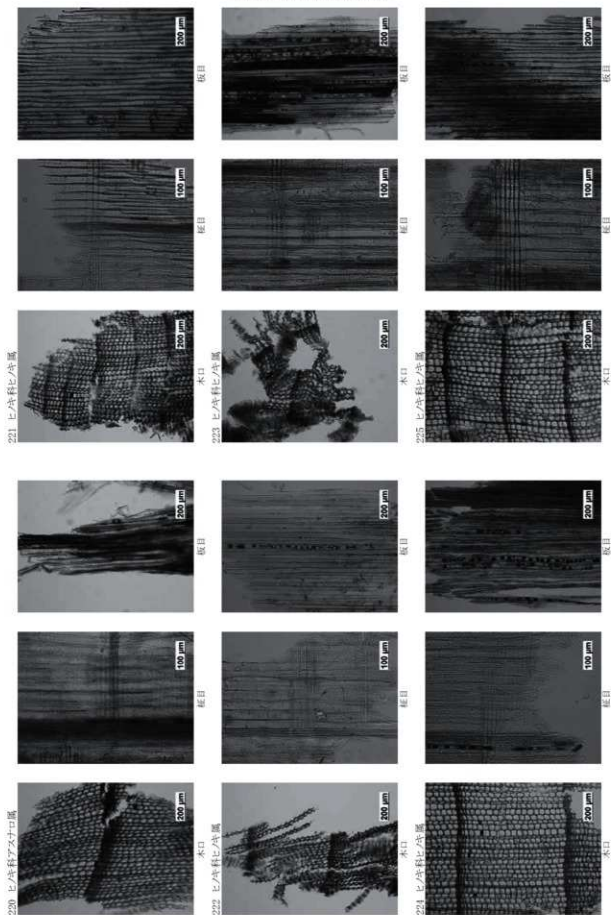 220 ヒノキ科アスナロ属
200 µm
100 µm
200 µm
木口
柾目
板目
221 ヒノキ科ヒノキ属
200 µm
100 µm
200 µm
木口
柾目
板目
222 ヒノキ科ヒノキ属
200 µm
100 µm
200 µm
木口
柾目
板目
223 ヒノキ科ヒノキ属
200 µm
100 µm
200 µm
木口
柾目
板目
224 ヒノキ科ヒノキ属
200 µm
100 µm
200 µm
木口
柾目
板目
225 ヒノキ科ヒノキ属
200 µm
100 µm
200 µm
木口
柾目
板目